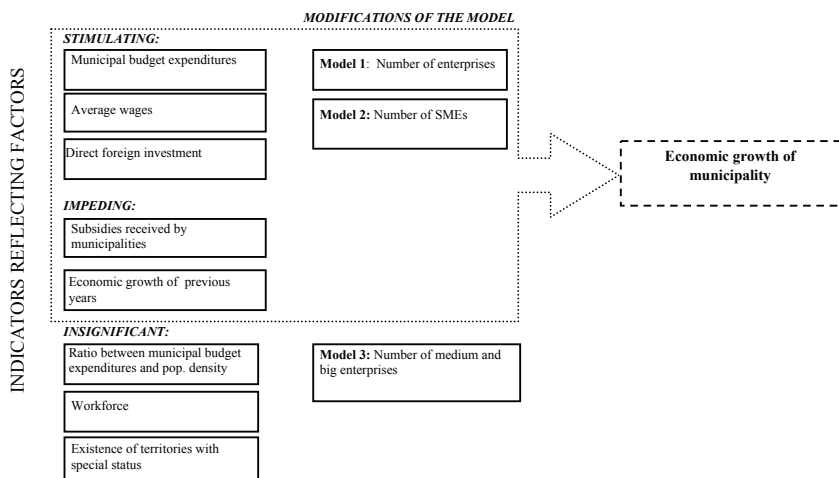 MODIFICATIONS OF THE MODEL
INDICATORS REFLECTING FACTORS
STIMULATING:
Municipal budget expenditures
Average wages
Direct foreign investment
Model 1: Number of enterprises
Model 2: Number of SMEs
Economic growth of
municipality
IMPEDING:
Subsidies received by
municipalities
Economic growth of previous
years
INSIGNIFICANT:
Ratio between municipal budget
expenditures and pop. density
Workforce
Existence of territories with
special status
Model 3: Number of medium and
big enterprises